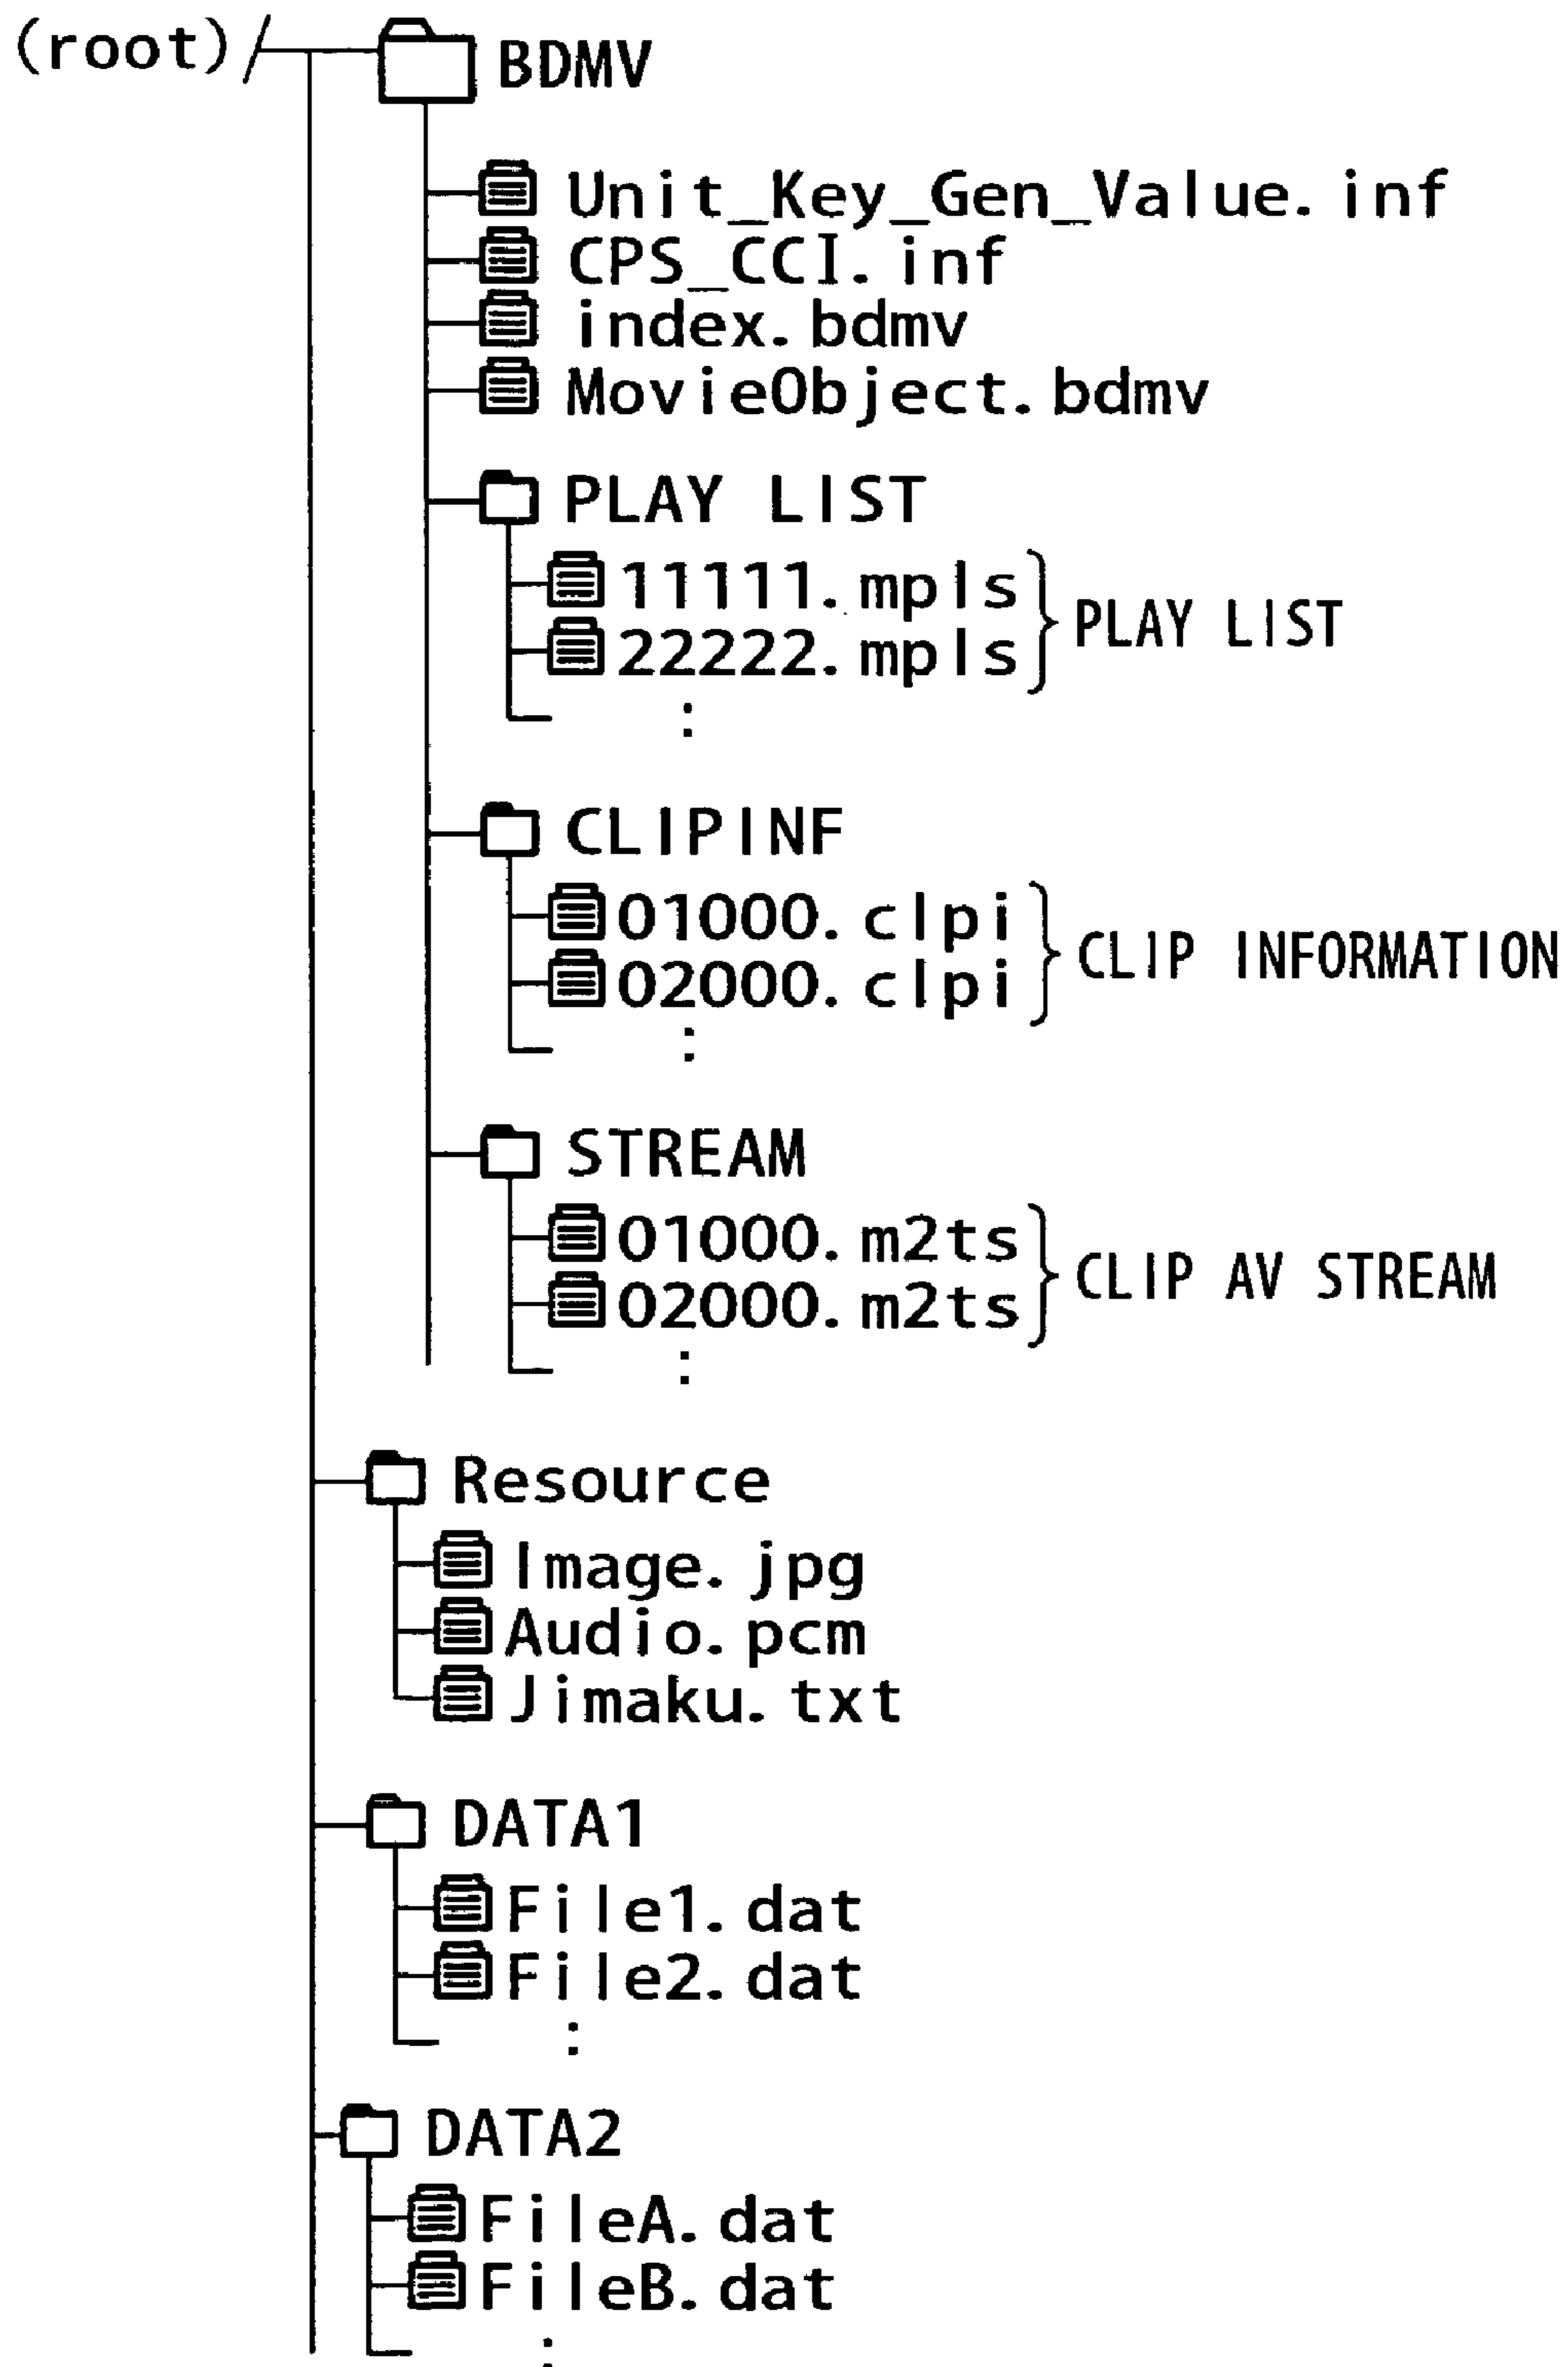 (root)/ BDMV
Unit_Key_Gen_Value.inf
CPS_CCI.inf
index.bdmv
MovieObject.bdmv
PLAY LIST
11111.mpls
22222.mpls
PLAY LIST
:
CLIPINF
01000.clpi
02000.clpi
CLIP INFORMATION
:
STREAM
01000.m2ts
02000.m2ts
CLIP AV STREAM
:
Resource
Image.jpg
Audio.pcm
Jimaku.txt
DATA1
File1.dat
File2.dat
:
DATA2
FileA.dat
FileB.dat
: